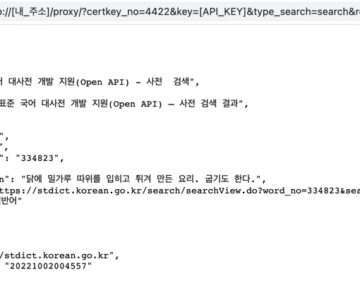 ://[내_주소]/proxy/?certkey_no=4422&key=[API_KEY]&type_search=search&r
어 대사전 개발 지원(Open API) - 사전 검색",
표준 국어 대사전 개발 지원(Open API) – 사전 검색 결과",
",
",
": "334823",
n": "닭에 밀가루 따위를 입히고 튀겨 만든 요리. 굽기도 한다.",
ttps://stdict.korean.go.kr/search/searchView.do?word_no=334823&sea
반어"
/stdict.korean.go.kr",
"20221002004557"